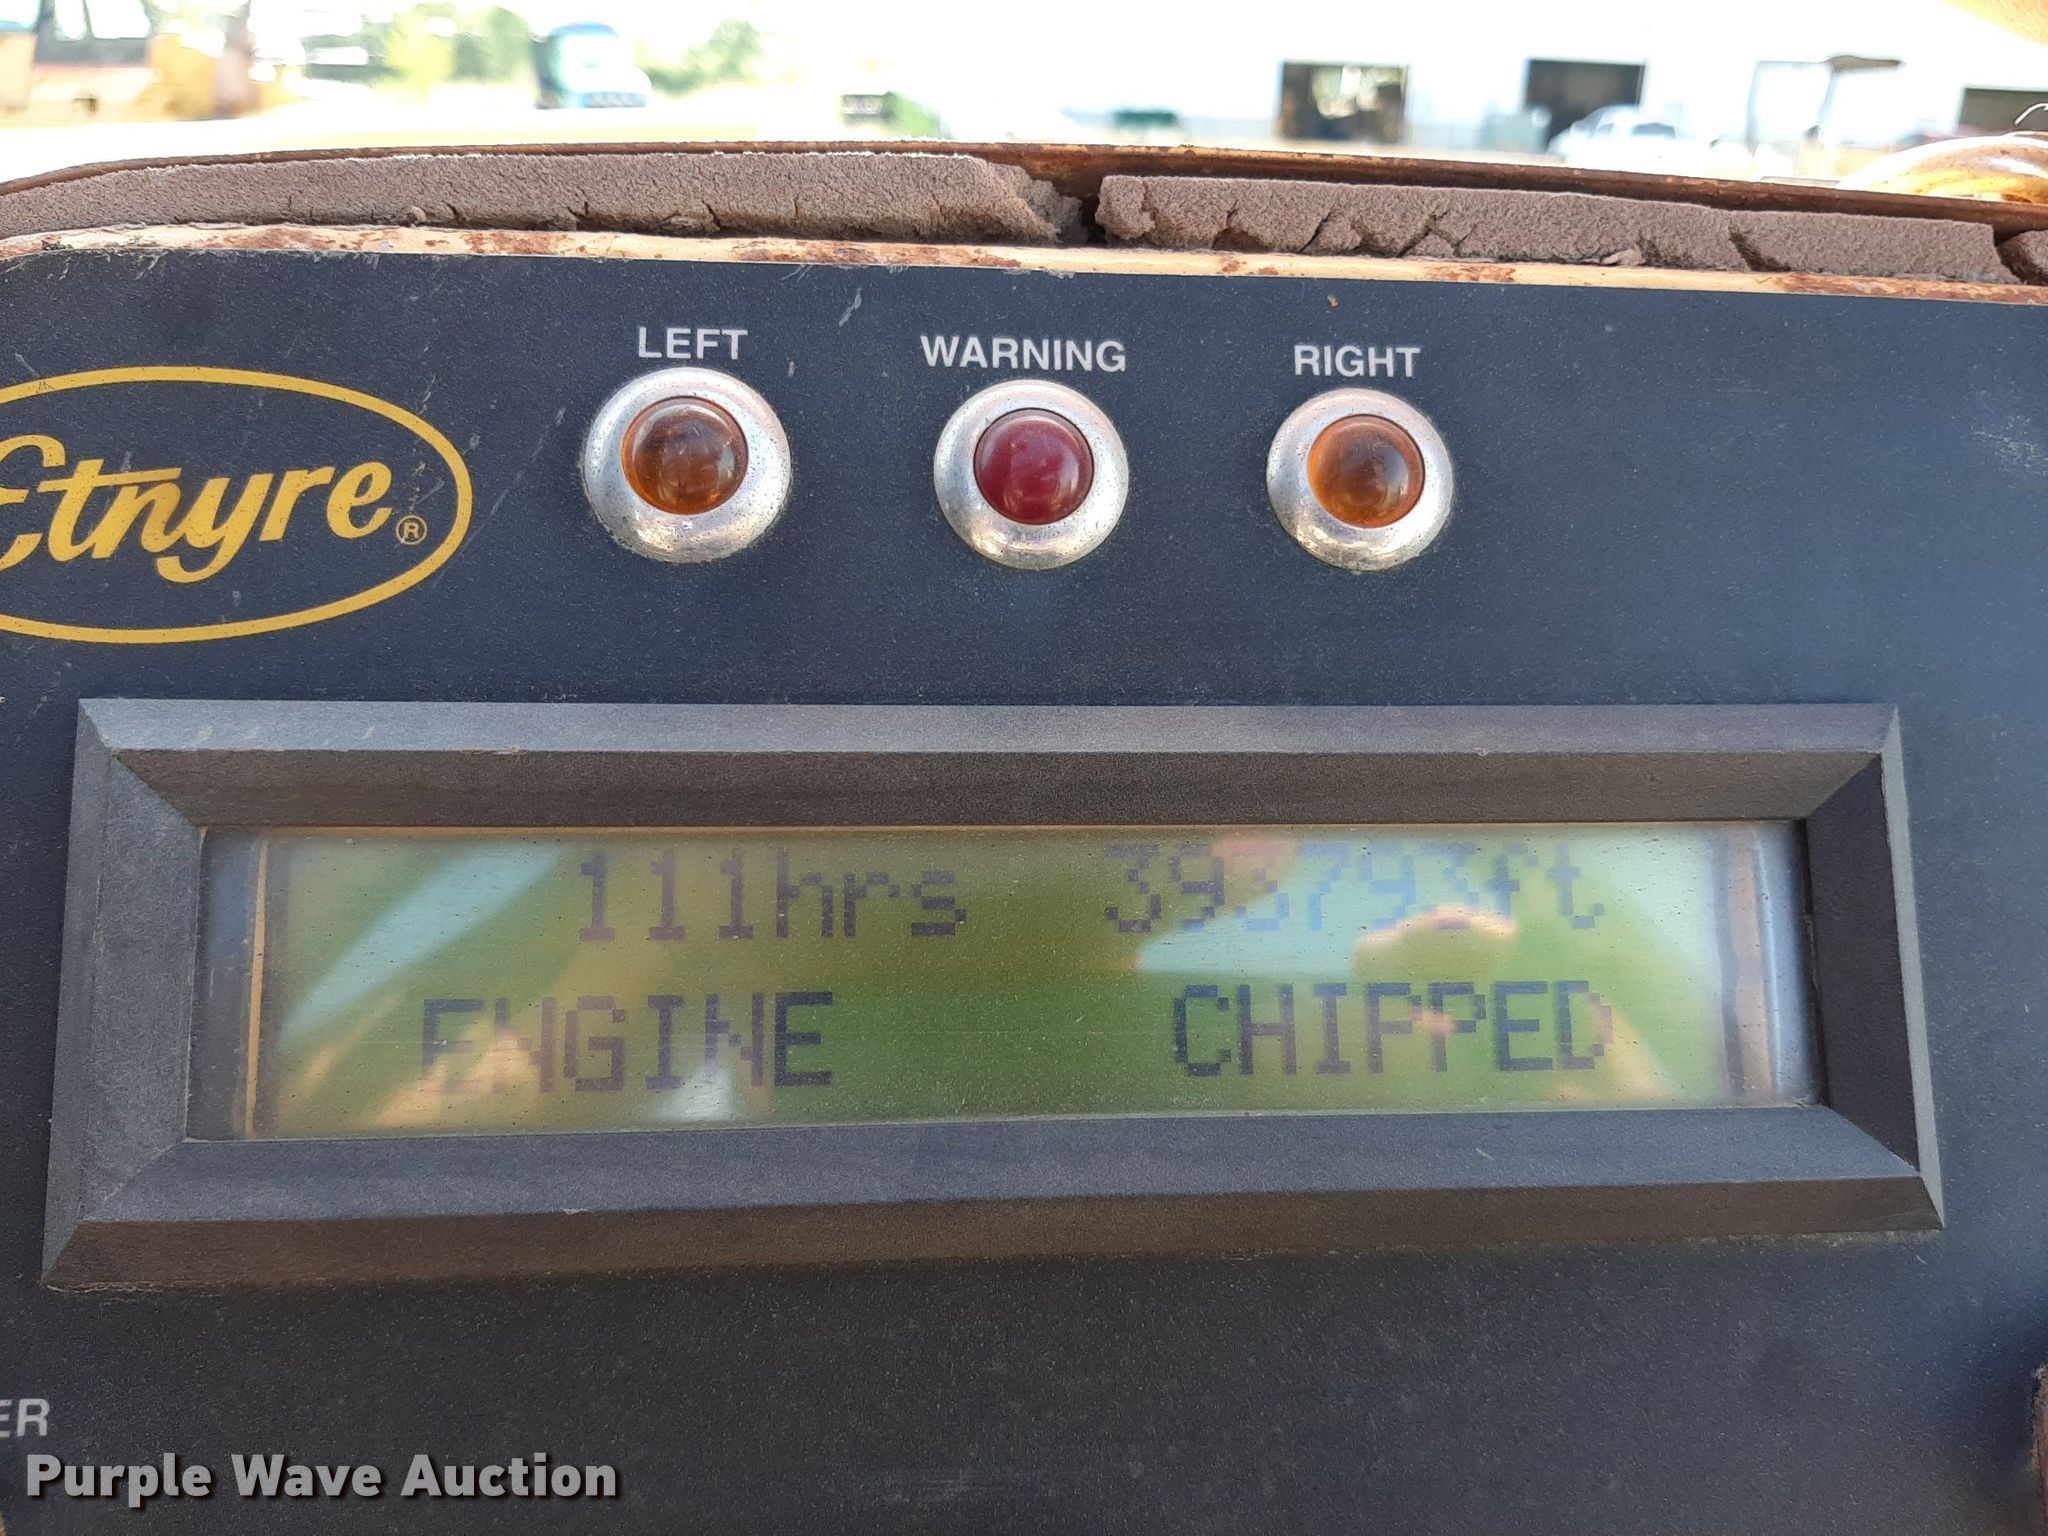 LEFT
WARNING
RIGHT
Etnyre®
111hrs 393793ft
ENGINE CHIPPED
ER
Purple Wave Auction